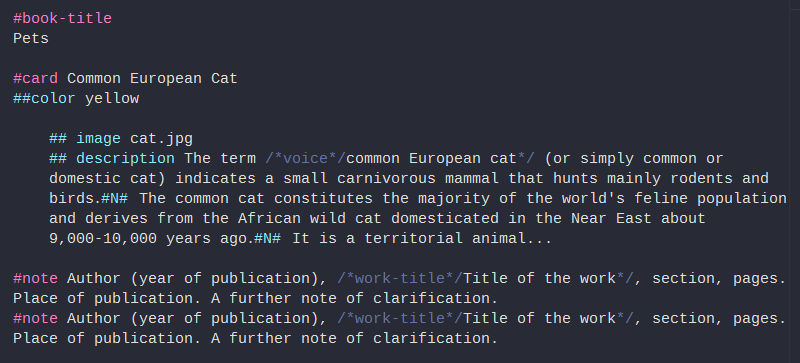 #book-title
Pets
#card Common European Cat
##color yellow
## image cat.jpg
## description The term /*voice*/common European cat*/ (or simply common or
domestic cat) indicates a small carnivorous mammal that hunts mainly rodents and
birds.#N# The common cat constitutes the majority of the world's feline population
and derives from the African wild cat domesticated in the Near East about
9,000-10,000 years ago.#N# It is a territorial animal...
#note Author (year of publication), /*work-title*/Title of the work*/, section, pages.
Place of publication. A further note of clarification.
#note Author (year of publication), /*work-title*/Title of the work*/, section, pages.
Place of publication. A further note of clarification.